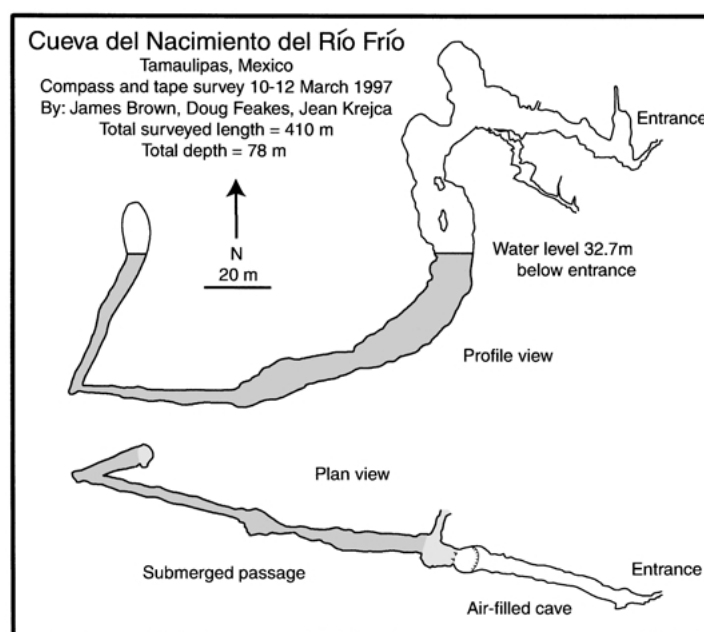 Cueva del Nacimiento del Río Frío
Tamaulipas, Mexico
Compass and tape survey 10-12 March 1997
By: James Brown, Doug Feakes, Jean Krejca
Total surveyed length = 410 m
Total depth = 78 m
Entrance
N
20 m
Water level 32.7m
below entrance
Profile view
Plan view
Submerged passage
Entrance
Air-filled cave